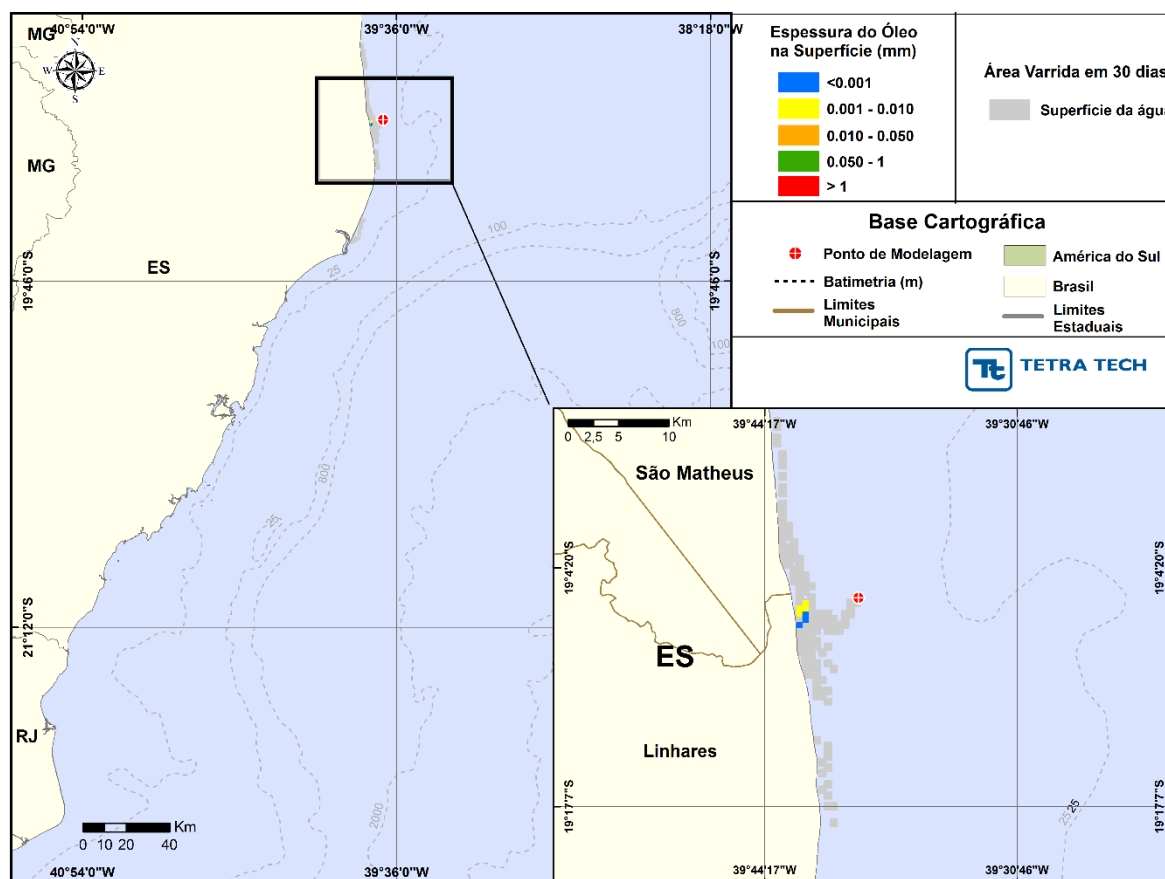 40°54'0"W
39°36'0"W
38°18'0"W
MG
N
W
E
S
MG
ES
19°46'0"S
19°46'0"S
100
25
800
100
800
25
21°12'0"S
RJ
2000
Km
0 10 20 40
40°54'0"W
39°36'0"W
Espessura do Óleo
na Superfície (mm)
<0.001
0.001 - 0.010
0.010 - 0.050
0.050 - 1
> 1
Área Varrida em 30 dias
Superfície da água
Base Cartográfica
Ponto de Modelagem
Batimetria (m)
Limites
Municipais
América do Sul
Brasil
Limites
Estaduais
Tt TETRA TECH
Km
0 2,5 5 10
39°44'17"W
39°30'46"W
São Matheus
19°4'20"S
19°4'20"S
ES
Linhares
19°17'7"S
19°17'7"S
25
25
39°44'17"W
39°30'46"W